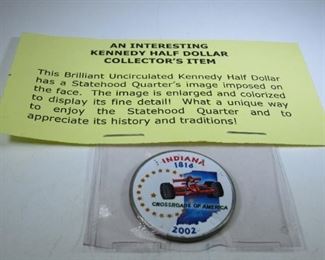 AN INTERESTING
KENNEDY HALF DOLLAR
COLLECTOR'S ITEM
This Brilliant Uncirculated Kennedy Half Dollar
has a Statehood Quarter's image imposed on
the face. The image is enlarged and colorized
to display its fine detail! What a unique way
to enjoy the Statehood Quarter and to
appreciate its history and traditions!
INDIANA
1816
CROSSROADS OF AMERICA
2002